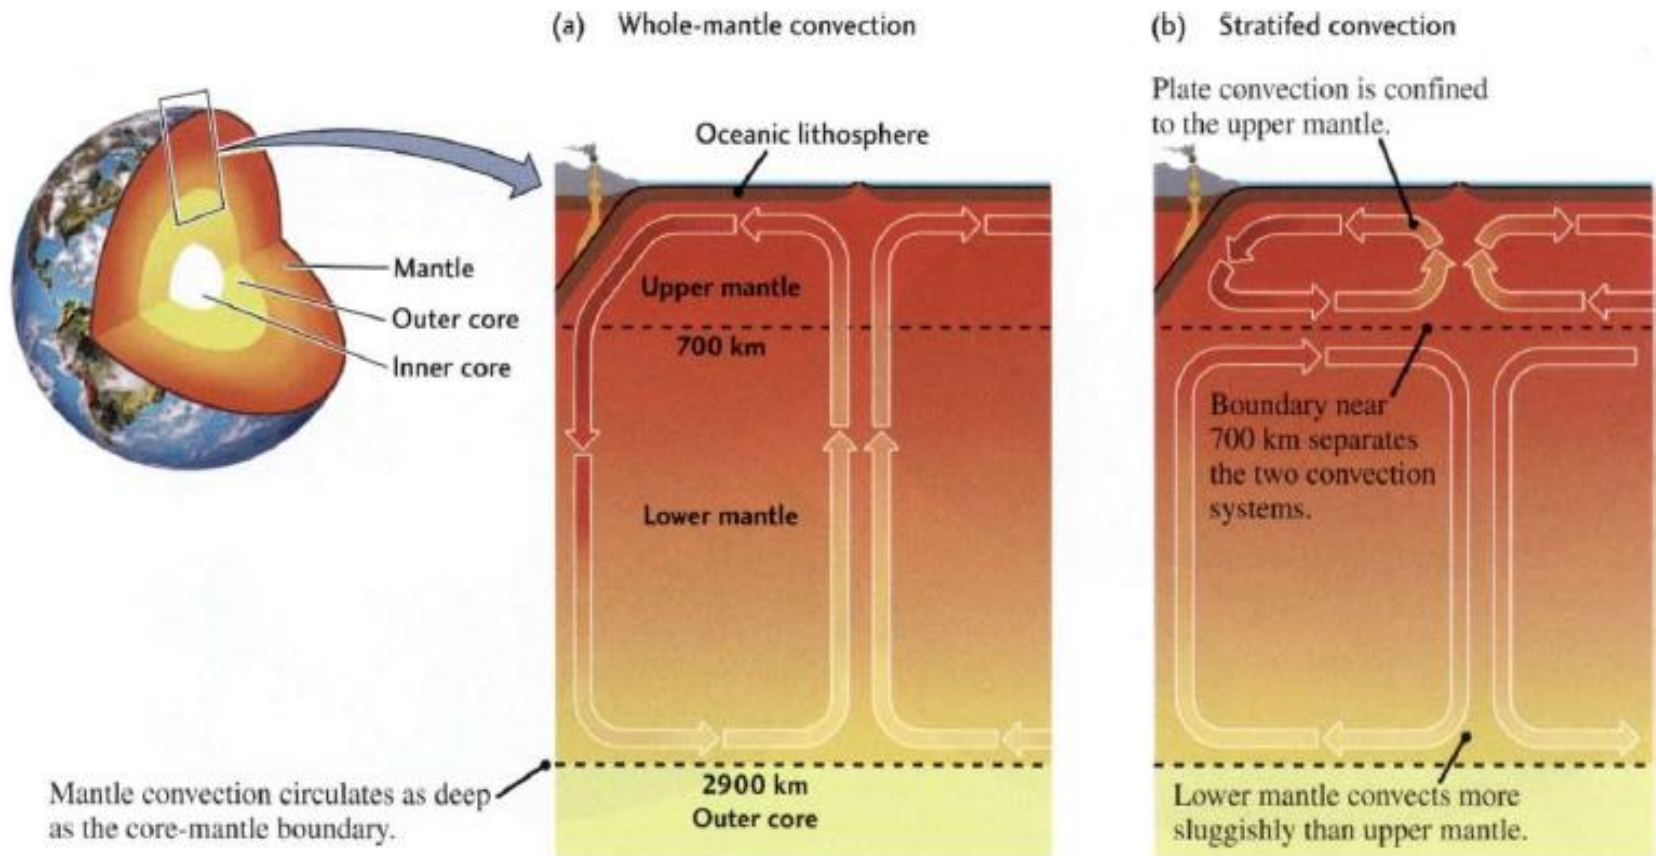 (a) Whole-mantle convection
(b) Stratifed convection
Plate convection is confined
to the upper mantle.
Oceanic lithosphere
Mantle
Outer core
Inner core
Upper mantle
700 km
Lower mantle
Boundary near
700 km separates
the two convection
systems.
Mantle convection circulates as deep
as the core-mantle boundary.
2900 km
Outer core
Lower mantle convects more
sluggishly than upper mantle.